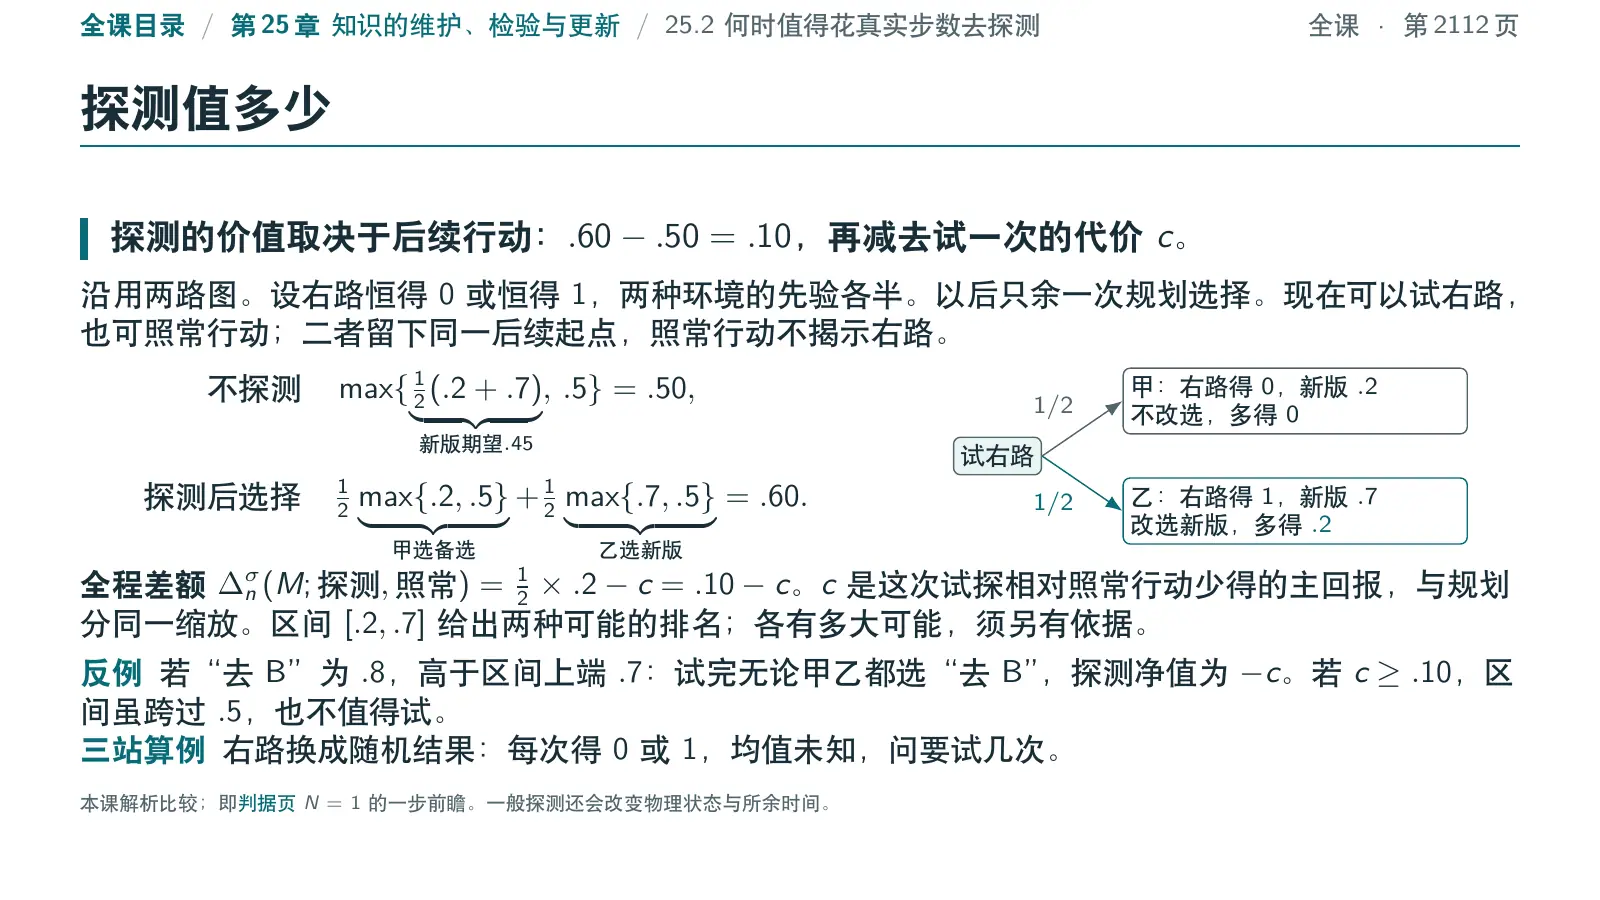 全课目录 / 第 25 章 知识的维护、检验与更新 / 25.2 何时值得花真实步数去探测
全课 · 第 2112 页
探测值多少
探测的价值取决于后续行动：.60 − .50 = .10，再减去试一次的代价 c。
沿用两路图。设右路恒得 0 或恒得 1，两种环境的先验各半。以后只余一次规划选择。现在可以试右路，
也可照常行动；二者留下同一后续起点，照常行动不揭示右路。
不探测 max{½(.2 + .7), .5} = .50,
新版期望.45
探测后选择 ½ max{.2, .5} + ½ max{.7, .5} = .60.
甲选备选 乙选新版
试右路
1/2
甲：右路得 0，新版 .2
不改选，多得 0
1/2
乙：右路得 1，新版 .7
改选新版，多得 .2
全程差额 Δₙ^σ(M; 探测, 照常) = ½ × .2 − c = .10 − c。c 是这次试探相对照常行动少得的主回报，与规划
分同一缩放。区间 [.2, .7] 给出两种可能的排名；各有多大可能，须另有依据。
反例 若“去 B”为 .8，高于区间上端 .7：试完无论甲乙都选“去 B”，探测净值为 −c。若 c ≥ .10，区
间虽跨过 .5，也不值得试。
三站算例 右路换成随机结果：每次得 0 或 1，均值未知，问要试几次。
本课解析比较；即判据页 N = 1 的一步前瞻。一般探测还会改变物理状态与所余时间。